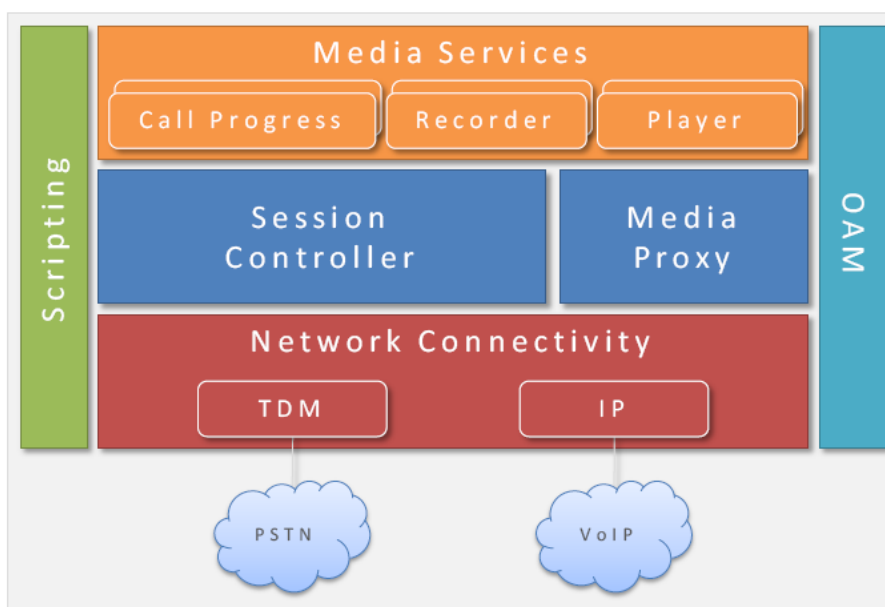 Media Services
Call Progress
Recorder
Player
Scripting
Session
Controller
Media
Proxy
OAM
Network Connectivity
TDM
IP
PSTN
VoIP